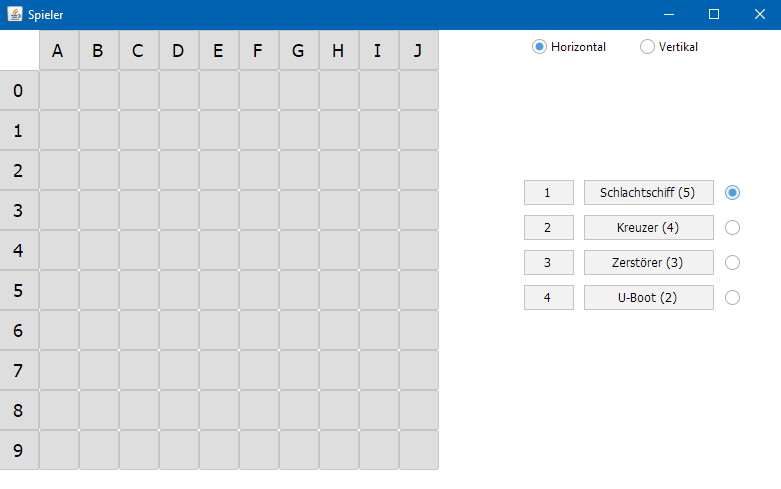 Spieler
A B C D E F G H I J
0
1
2
3
4
5
6
7
8
9
Horizontal Vertikal
1 Schlachtschiff (5)
2 Kreuzer (4)
3 Zerstörer (3)
4 U-Boot (2)